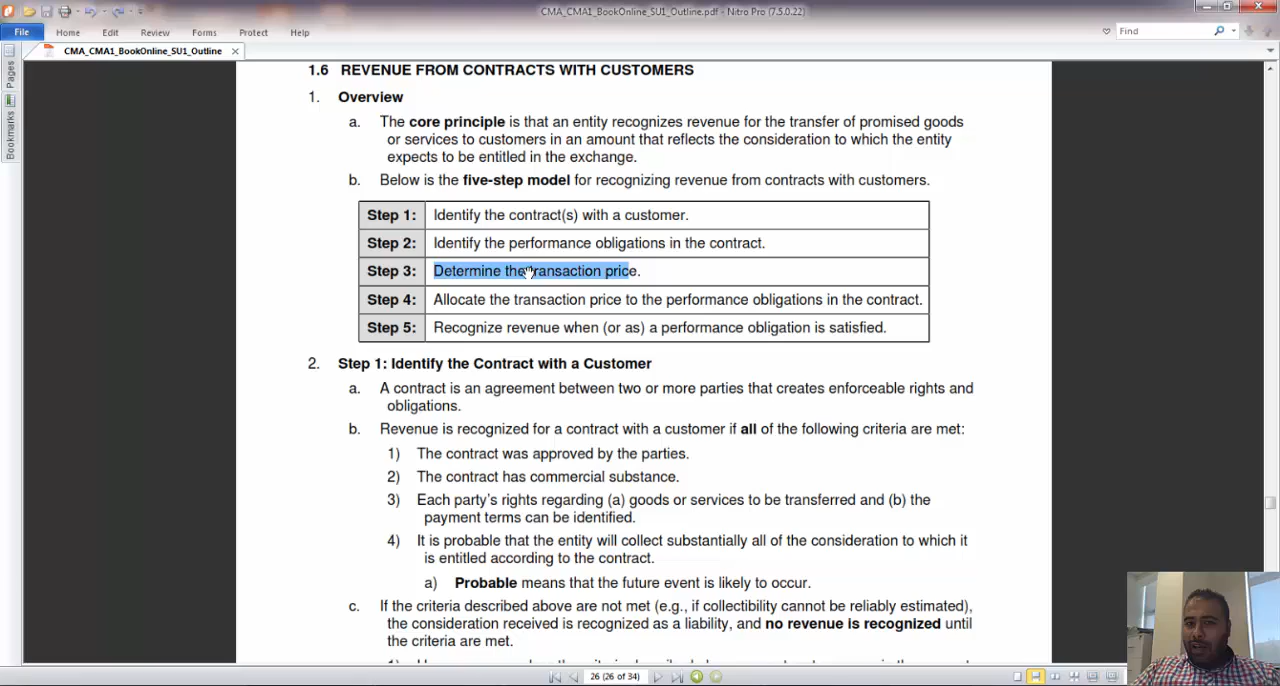 CMA_CMA1_BookOnline_SU1_Outline.pdf - Nitro Pro (7.5.0.22)
File Home Edit Review Forms Protect Help
Find
CMA_CMA1_BookOnline_SU1_Outline
Pages
Bookmarks
1.6 REVENUE FROM CONTRACTS WITH CUSTOMERS
1. Overview
a. The core principle is that an entity recognizes revenue for the transfer of promised goods
or services to customers in an amount that reflects the consideration to which the entity
expects to be entitled in the exchange.
b. Below is the five-step model for recognizing revenue from contracts with customers.
Step 1: Identify the contract(s) with a customer.
Step 2: Identify the performance obligations in the contract.
Step 3: Determine the transaction price.
Step 4: Allocate the transaction price to the performance obligations in the contract.
Step 5: Recognize revenue when (or as) a performance obligation is satisfied.
2. Step 1: Identify the Contract with a Customer
a. A contract is an agreement between two or more parties that creates enforceable rights and
obligations.
b. Revenue is recognized for a contract with a customer if all of the following criteria are met:
1) The contract was approved by the parties.
2) The contract has commercial substance.
3) Each party's rights regarding (a) goods or services to be transferred and (b) the
payment terms can be identified.
4) It is probable that the entity will collect substantially all of the consideration to which it
is entitled according to the contract.
a) Probable means that the future event is likely to occur.
c. If the criteria described above are not met (e.g., if collectibility cannot be reliably estimated),
the consideration received is recognized as a liability, and no revenue is recognized until
the criteria are met.
26 (26 of 34)